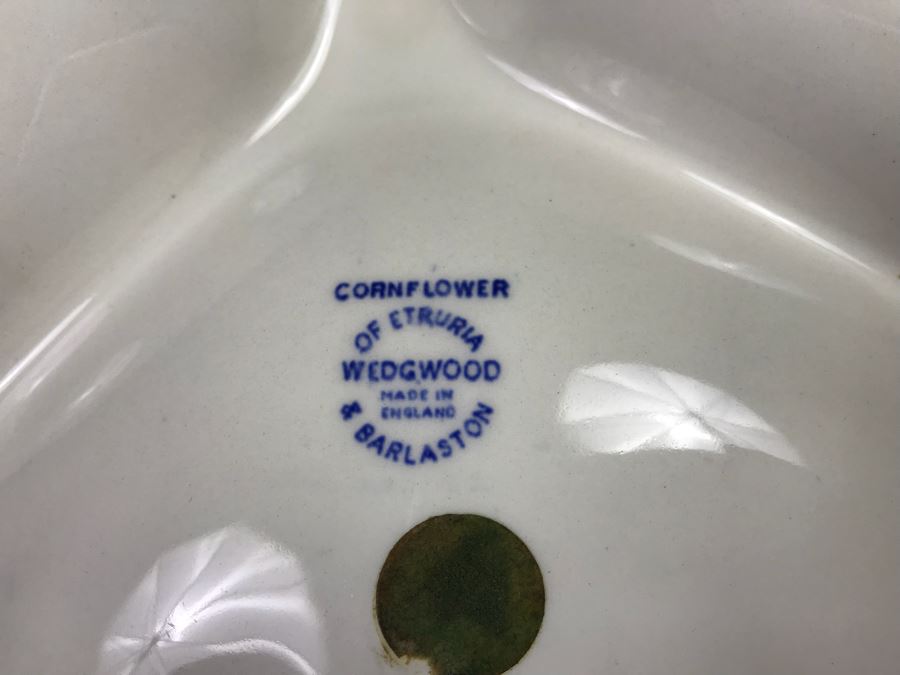 CORNFLOWER
OF ETRURIA
WEDGWOOD
MADE IN
ENGLAND
& BARLASTON